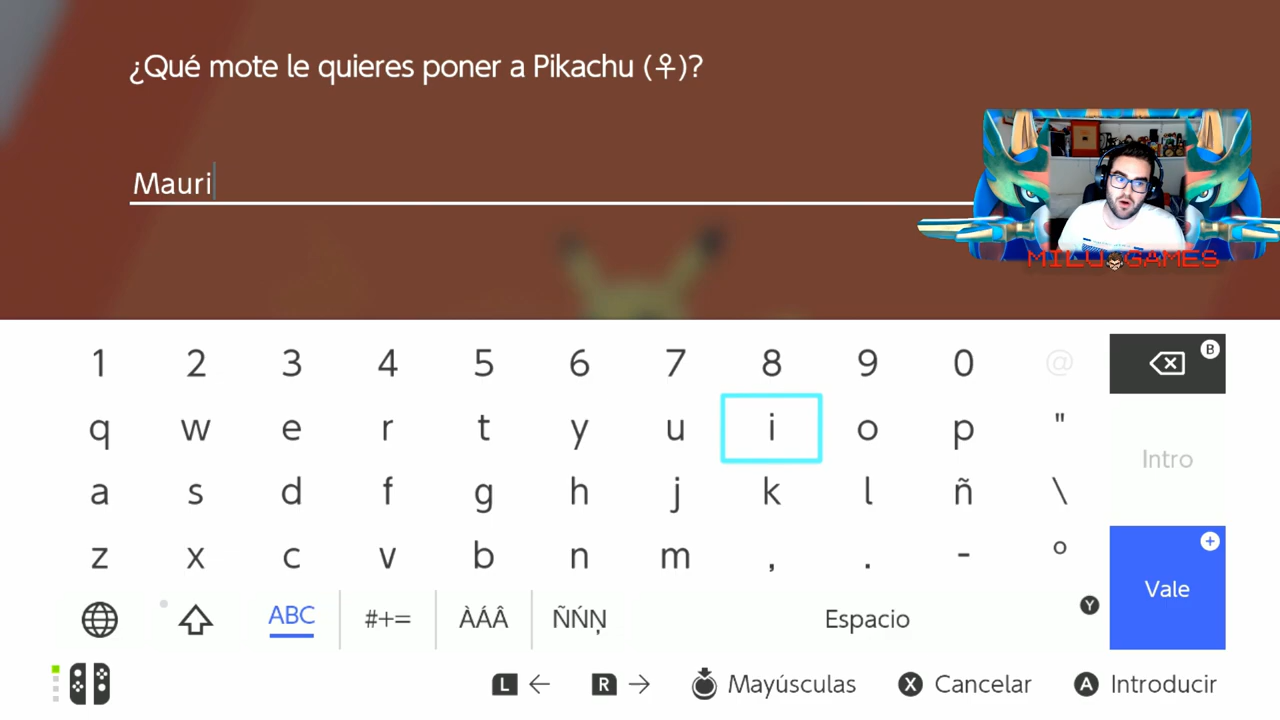 ¿Qué mote le quieres poner a Pikachu (♀)?
Mauri
MILU GAMES
1 2 3 4 5 6 7 8 9 0 @ B
q w e r t y u i o p " Intro
a s d f g h j k l ñ \
z x c v b n m , . - º + Vale
ABC #+= ÀÁÂ ÑŃŅ Espacio Y
L ← R → Mayúsculas X Cancelar A Introducir